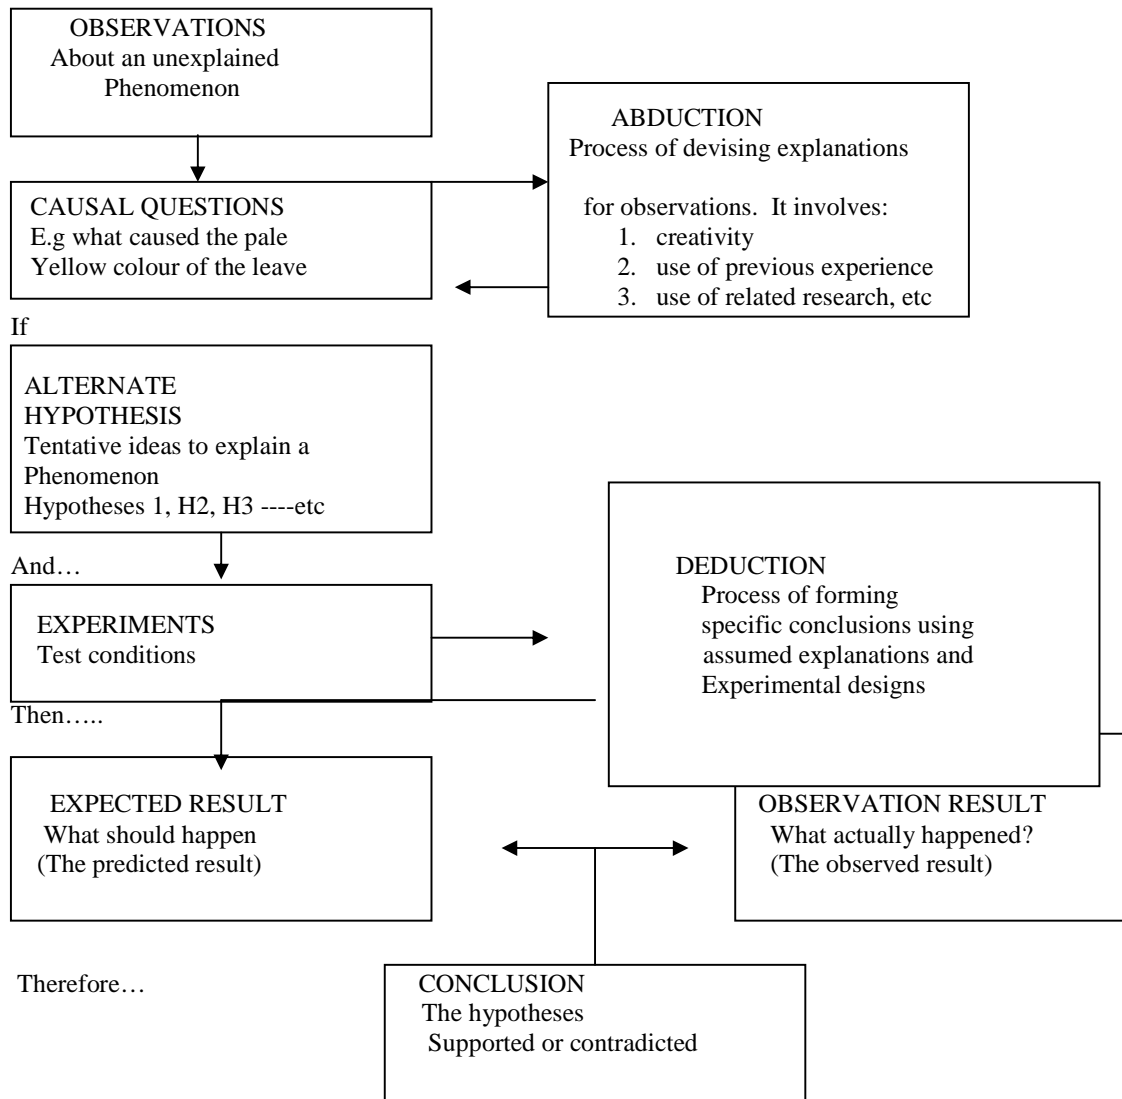 OBSERVATIONS
About an unexplained
Phenomenon
ABDUCTION
Process of devising explanations
for observations. It involves:
1. creativity
2. use of previous experience
3. use of related research, etc
CAUSAL QUESTIONS
E.g what caused the pale
Yellow colour of the leave
If
ALTERNATE
HYPOTHESIS
Tentative ideas to explain a
Phenomenon
Hypotheses 1, H2, H3 ----etc
And…
EXPERIMENTS
Test conditions
DEDUCTION
Process of forming
specific conclusions using
assumed explanations and
Experimental designs
Then…..
EXPECTED RESULT
What should happen
(The predicted result)
OBSERVATION RESULT
What actually happened?
(The observed result)
Therefore…
CONCLUSION
The hypotheses
Supported or contradicted